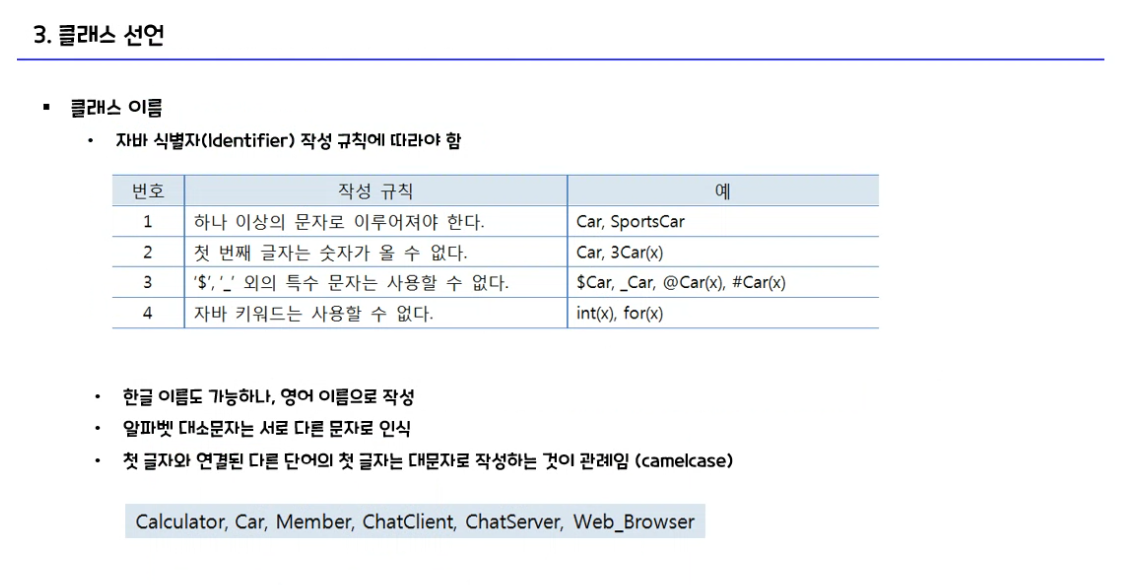 3. 클래스 선언
▪ 클래스 이름
• 자바 식별자(Identifier) 작성 규칙에 따라야 함
번호 작성 규칙 예
1 하나 이상의 문자로 이루어져야 한다. Car, SportsCar
2 첫 번째 글자는 숫자가 올 수 없다. Car, 3Car(x)
3 '$', '_' 외의 특수 문자는 사용할 수 없다. $Car, _Car, @Car(x), #Car(x)
4 자바 키워드는 사용할 수 없다. int(x), for(x)
• 한글 이름도 가능하나, 영어 이름으로 작성
• 알파벳 대소문자는 서로 다른 문자로 인식
• 첫 글자와 연결된 다른 단어의 첫 글자는 대문자로 작성하는 것이 관례임 (camelcase)
Calculator, Car, Member, ChatClient, ChatServer, Web_Browser